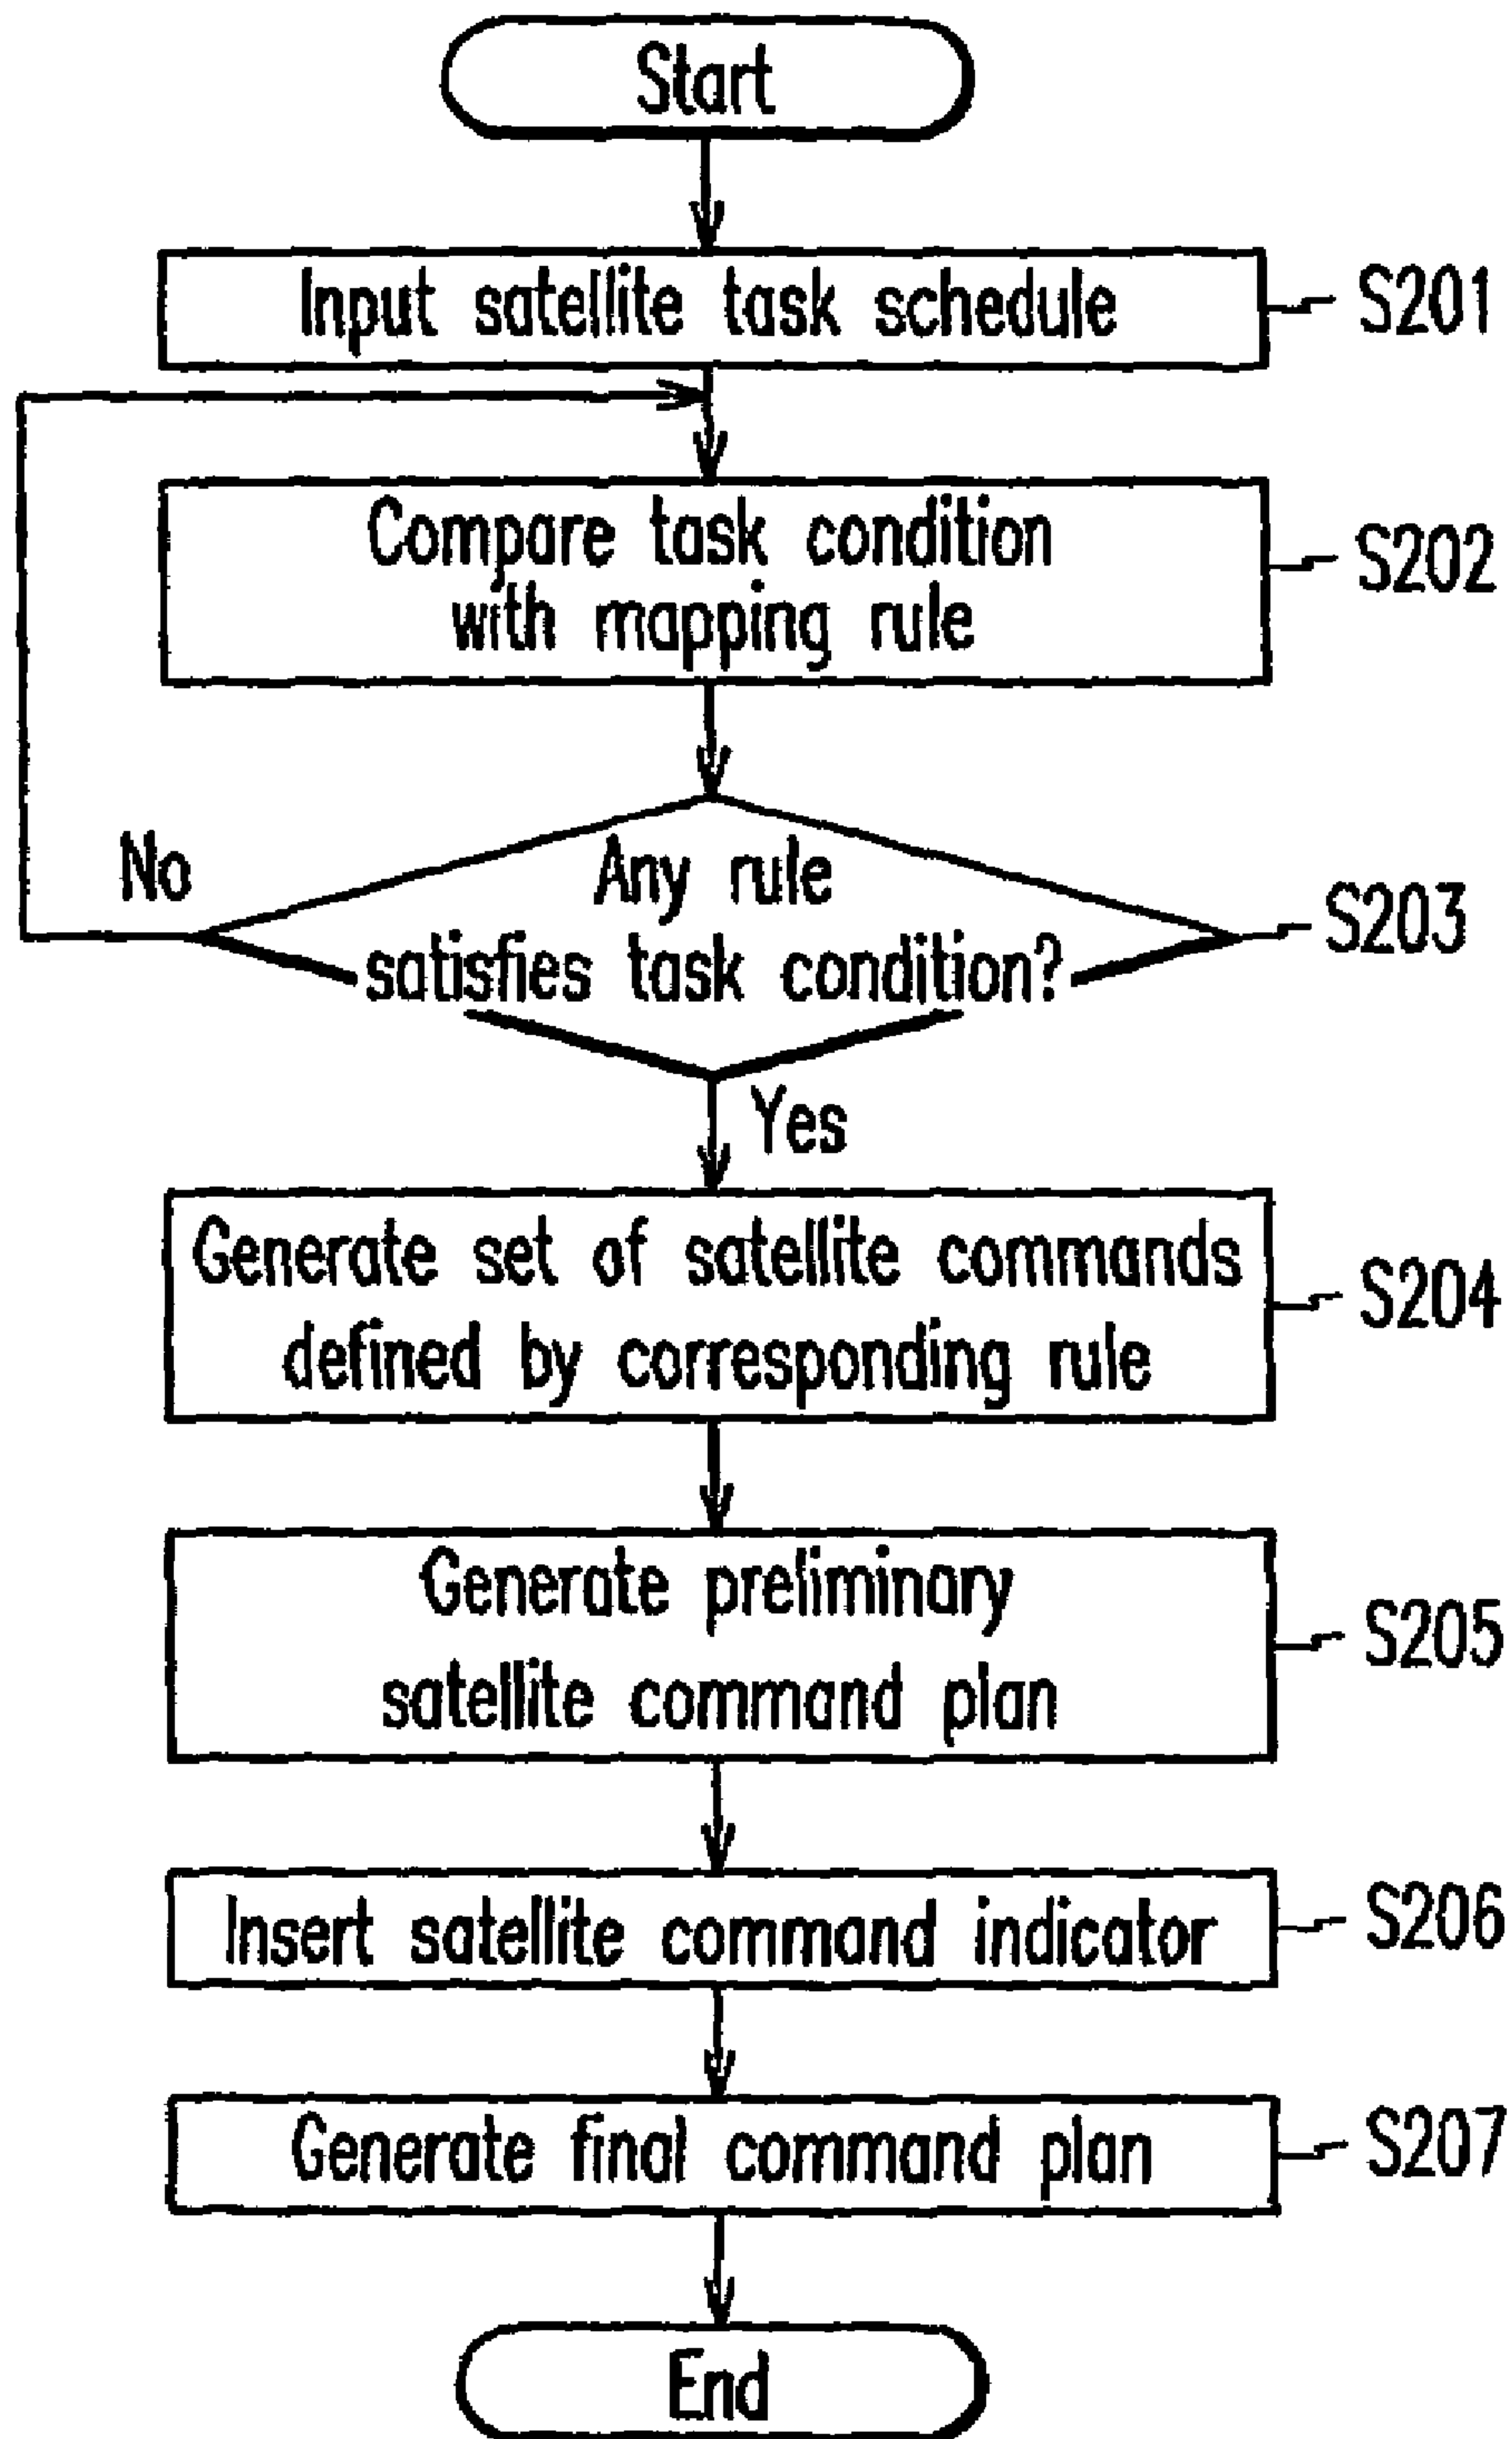 Start
Input satellite task schedule
S201
Compare task condition
with mapping rule
S202
No
Any rule
satisfies task condition?
S203
Yes
Generate set of satellite commands
defined by corresponding rule
S204
Generate preliminary
satellite command plan
S205
Insert satellite command indicator
S206
Generate final command plan
S207
End